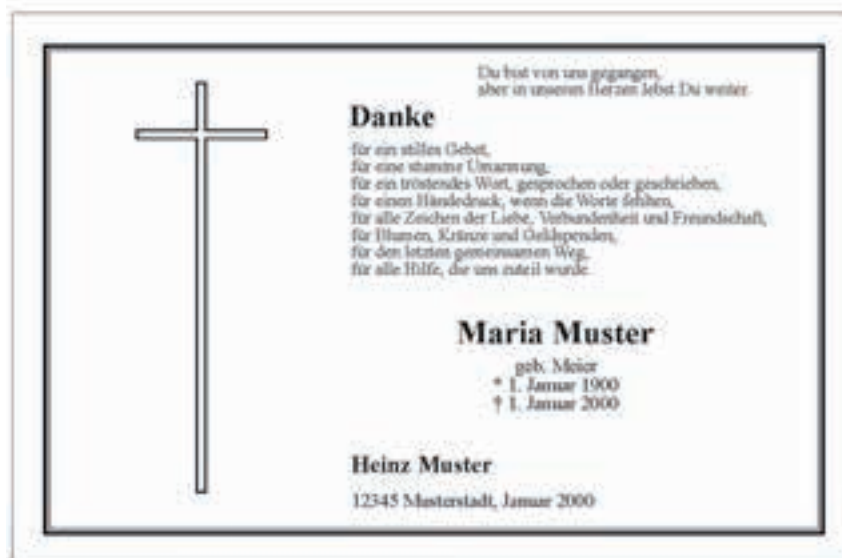 Du bist von uns gegangen,
aber in unseren Herzen lebst Du weiter.
Danke
für ein stilles Gebet,
für eine stumme Umarmung,
für ein tröstendes Wort, gesprochen oder geschrieben,
für einen Händedruck, wenn die Worte fehlten,
für alle Zeichen der Liebe, Verbundenheit und Freundschaft,
für Blumen, Kränze und Geldspenden,
für den letzten gemeinsamen Weg,
für alle Hilfe, die uns zuteil wurde.
Maria Muster
geb. Meier
* 1. Januar 1900
† 1. Januar 2000
Heinz Muster
12345 Musterstadt, Januar 2000